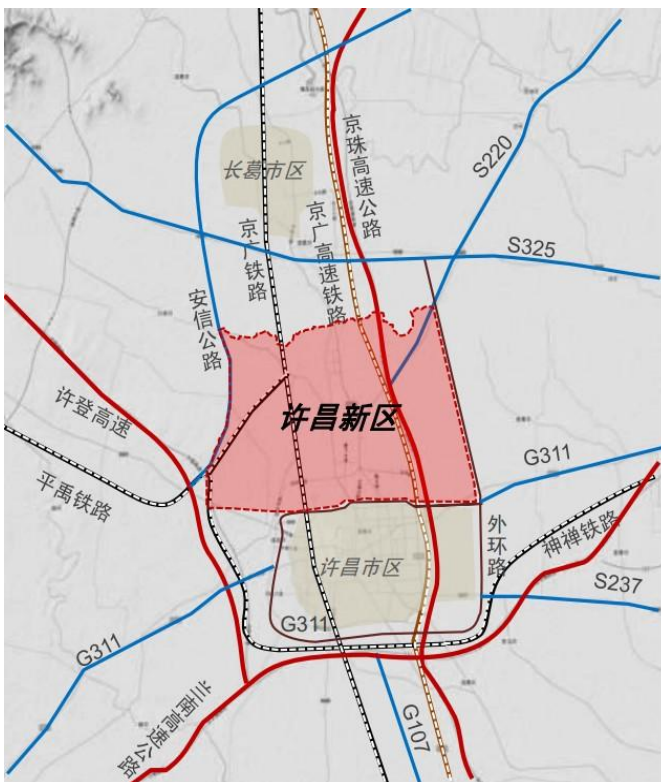 京珠高速公路
S220
长葛市区
京广铁路
京广高速铁路
S325
安信公路
许登高速
许昌新区
G311
平禹铁路
外环路
神禅铁路
许昌市区
S237
G311
G311
兰南高速公路
G107